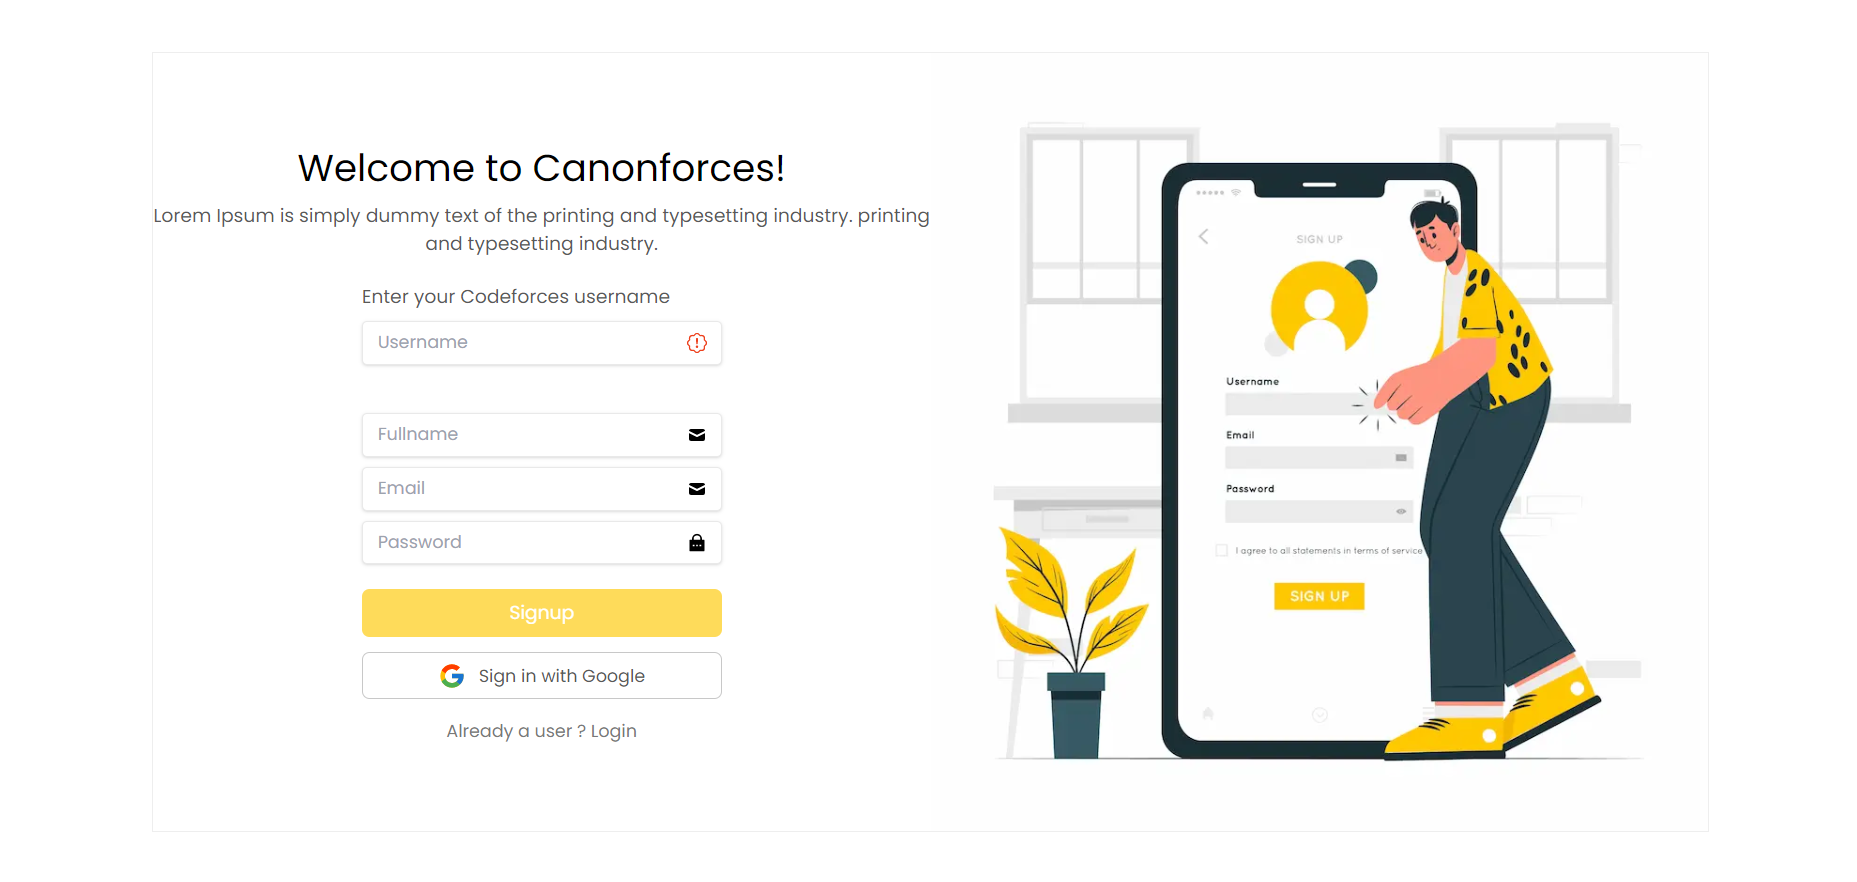 Welcome to Canonforces!
Lorem Ipsum is simply dummy text of the printing and typesetting industry. printing
and typesetting industry.
Enter your Codeforces username
Username
Fullname
Email
Password
Signup
Sign in with Google
Already a user ? Login
SIGN UP
Username
Email
Password
I agree to all statements in terms of service
SIGN UP